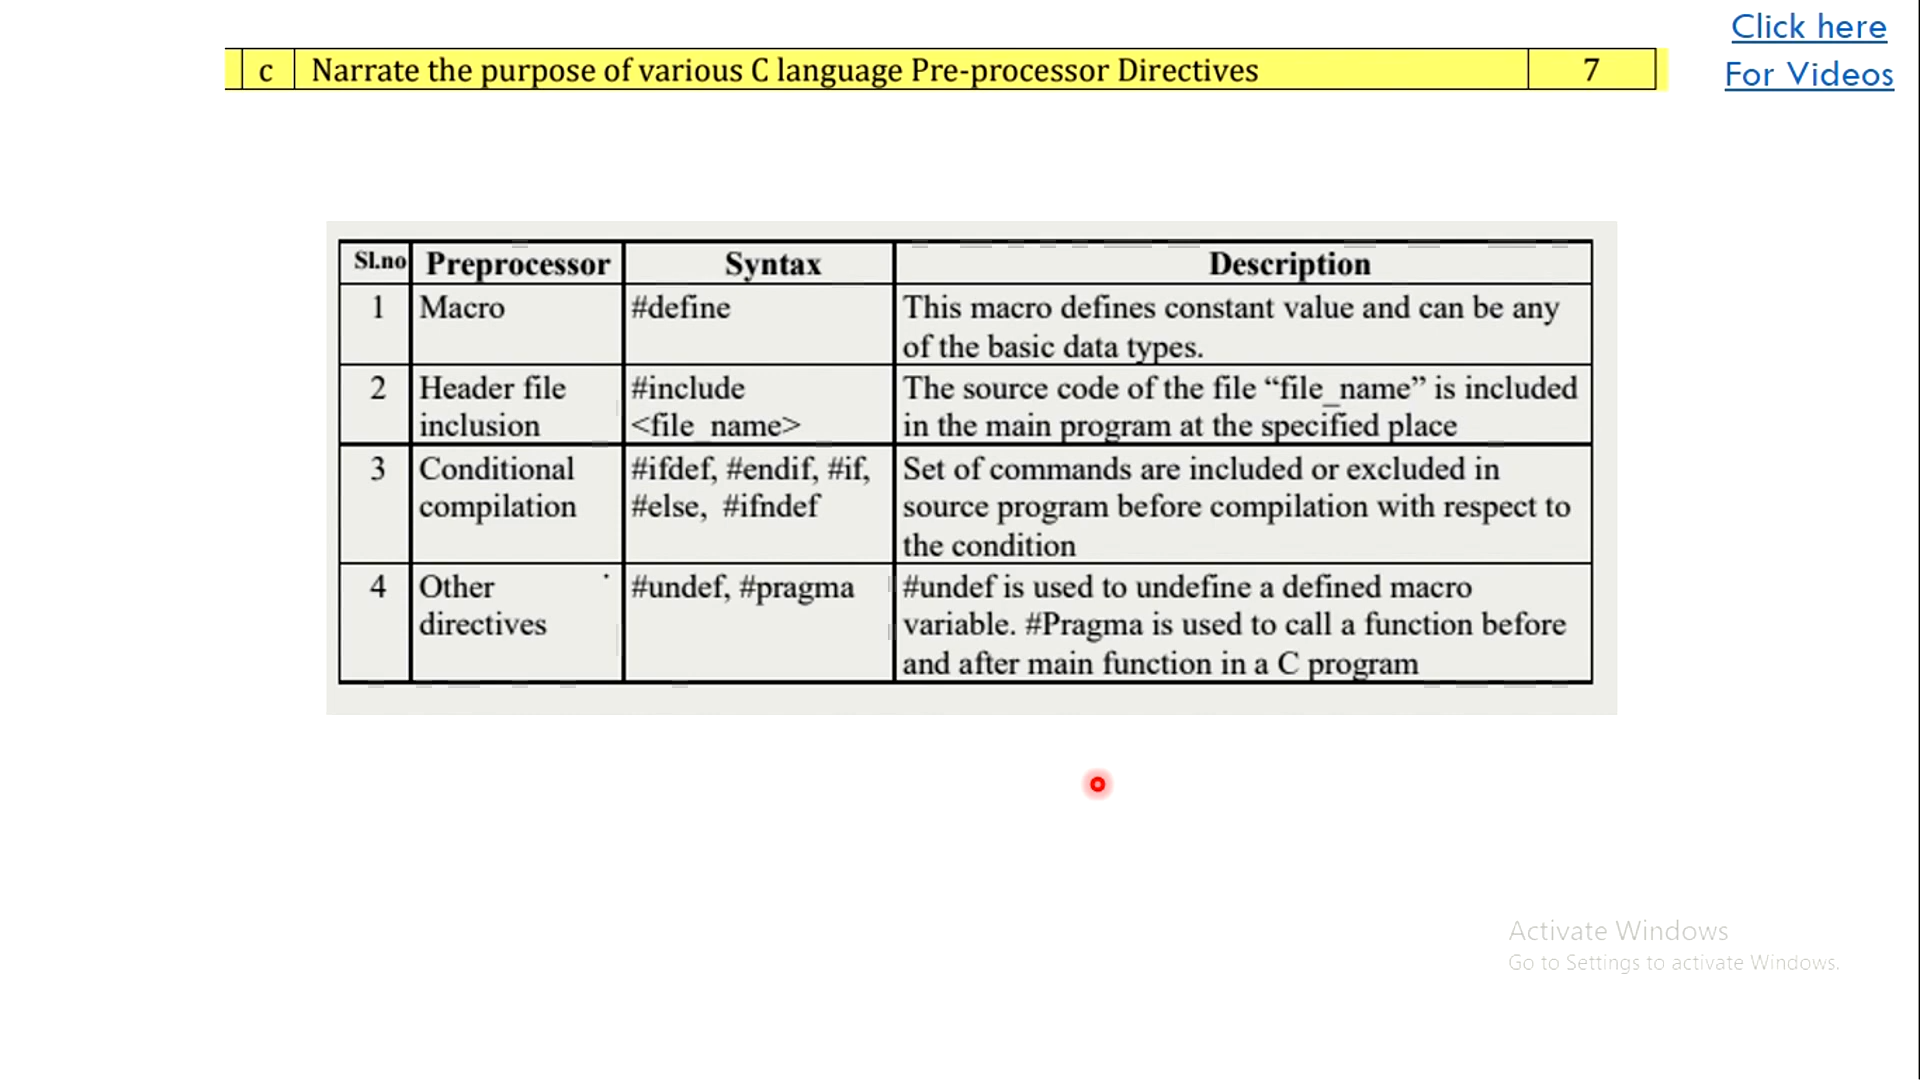 Click here
For Videos
c Narrate the purpose of various C language Pre-processor Directives 7
Sl.no Preprocessor Syntax Description
1 Macro #define This macro defines constant value and can be any
of the basic data types.
2 Header file #include The source code of the file “file_name” is included
inclusion <file_name> in the main program at the specified place
3 Conditional #ifdef, #endif, #if, Set of commands are included or excluded in
compilation #else, #ifndef source program before compilation with respect to
the condition
4 Other #undef, #pragma #undef is used to undefine a defined macro
directives variable. #Pragma is used to call a function before
and after main function in a C program
Activate Windows
Go to Settings to activate Windows.